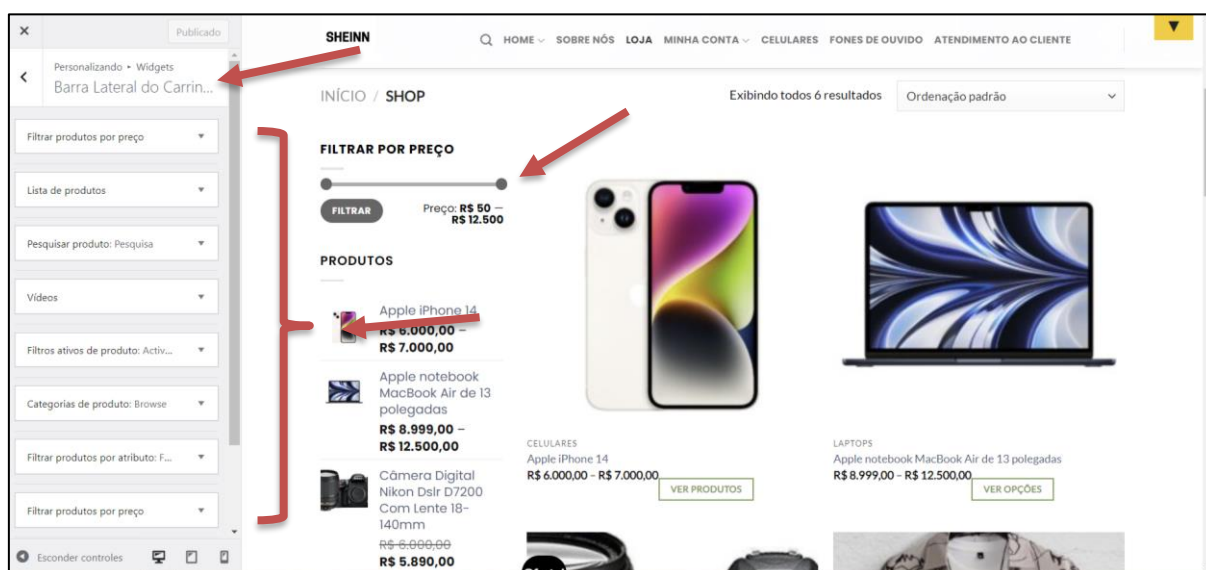 Publicado
Personalizando • Widgets
Barra Lateral do Carrin...
Filtrar produtos por preço
Lista de produtos
Pesquisar produto: Pesquisa
Vídeos
Filtros ativos de produto: Activ...
Categorias de produto: Browse
Filtrar produtos por atributo: F...
Filtrar produtos por preço
Esconder controles
SHEINN
HOME SOBRE NÓS LOJA MINHA CONTA CELULARES FONES DE OUVIDO ATENDIMENTO AO CLIENTE
INÍCIO / SHOP
Exibindo todos 6 resultados
Ordenação padrão
FILTRAR POR PREÇO
FILTRAR
Preço: R$ 50 —
R$ 12.500
PRODUTOS
Apple iPhone 14
R$ 6.000,00 –
R$ 7.000,00
Apple notebook
MacBook Air de 13
polegadas
R$ 8.999,00 –
R$ 12.500,00
Câmera Digital
Nikon Dslr D7200
Com Lente 18-
140mm
R$ 6.000,00
R$ 5.890,00
CELULARES
Apple iPhone 14
R$ 6.000,00 – R$ 7.000,00
VER PRODUTOS
LAPTOPS
Apple notebook MacBook Air de 13 polegadas
R$ 8.999,00 – R$ 12.500,00
VER OPÇÕES